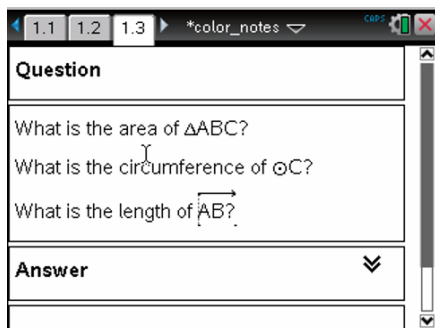 1.1 1.2 1.3 *color_notes CAPS
Question
What is the area of ΔABC?
What is the circumference of ⊙C?
What is the length of AB?
Answer